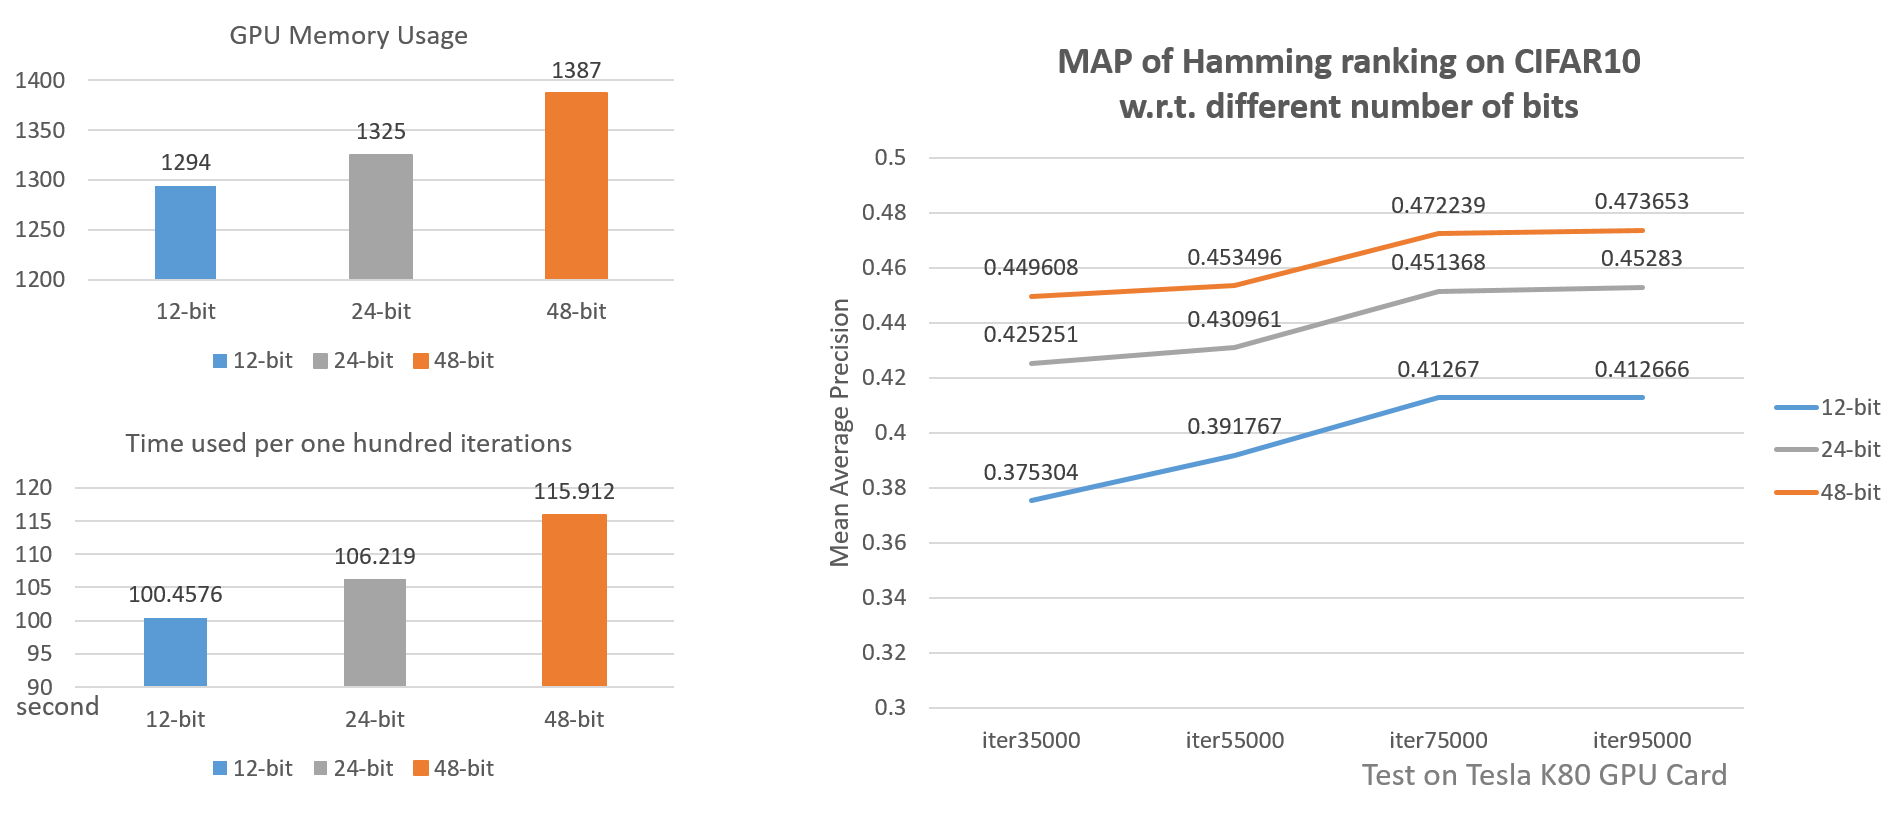 GPU Memory Usage
1400
1350
1300
1250
1200
1294
1325
1387
12-bit 24-bit 48-bit
12-bit 24-bit 48-bit
Time used per one hundred iterations
120
115
110
105
100
95
90
second
100.4576
106.219
115.912
12-bit 24-bit 48-bit
12-bit 24-bit 48-bit
MAP of Hamming ranking on CIFAR10
w.r.t. different number of bits
Mean Average Precision
0.5
0.48
0.46
0.44
0.42
0.4
0.38
0.36
0.34
0.32
0.3
0.449608 0.453496 0.472239 0.473653
0.425251 0.430961 0.451368 0.45283
0.375304 0.391767 0.41267 0.412666
iter35000 iter55000 iter75000 iter95000
12-bit
24-bit
48-bit
Test on Tesla K80 GPU Card